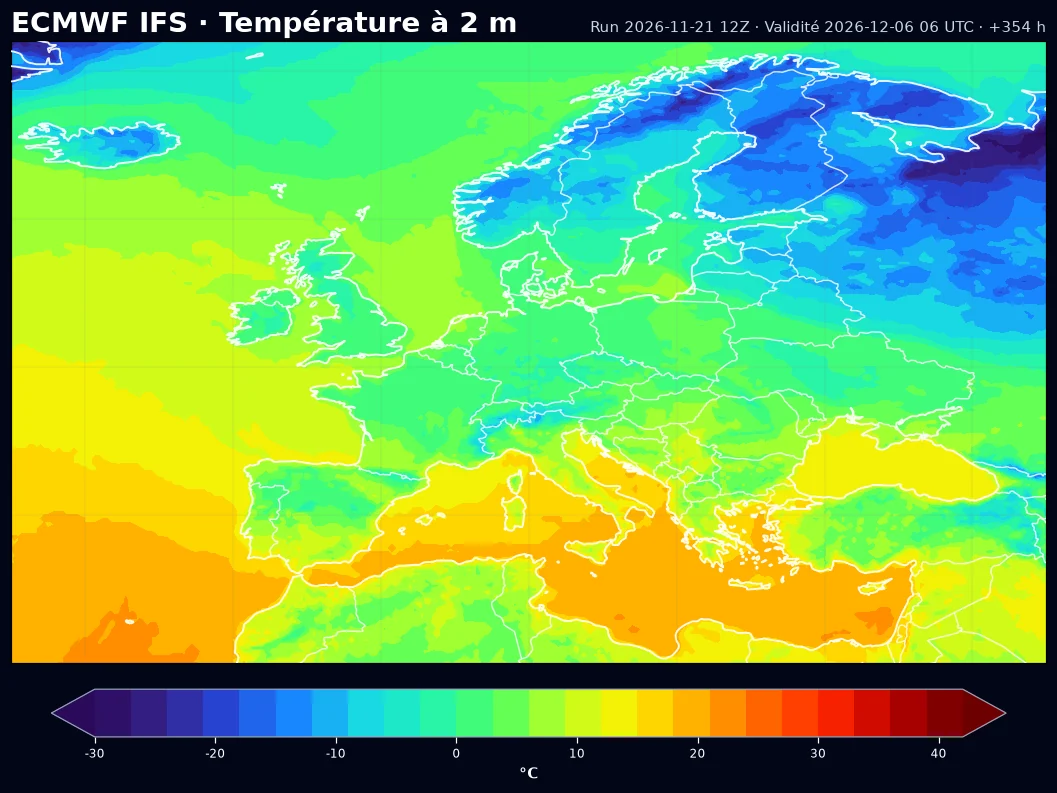 ECMWF IFS · Température à 2 m
Run 2026-11-21 12Z · Validité 2026-12-06 06 UTC · +354 h
-30 -20 -10 0 10 20 30 40
°C